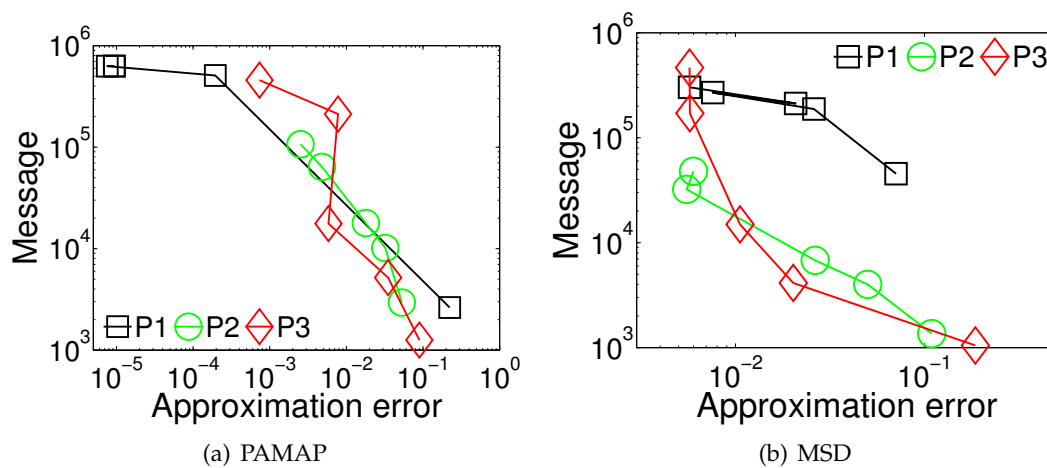 10^6
10^5
10^4
10^3
Message
P1 P2 P3
10^-5 10^-4 10^-3 10^-2 10^-1 10^0
Approximation error
(a) PAMAP
10^6
10^5
10^4
10^3
Message
P1 P2 P3
10^-2 10^-1
Approximation error
(b) MSD